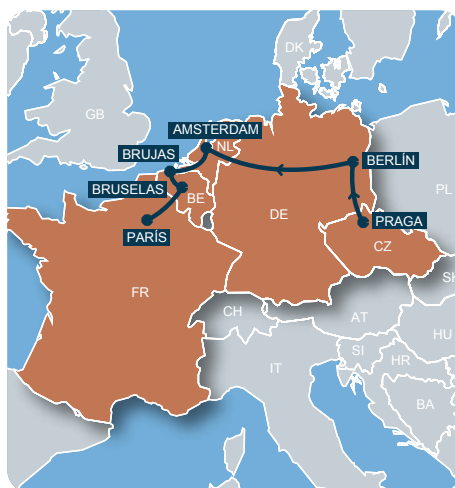 DK
GB
AMSTERDAM
NL
BRUJAS
BERLÍN
BRUSELAS
BE
PL
DE
PRAGA
PARÍS
CZ
SK
FR
CH
AT
HU
SI
HR
IT
BA